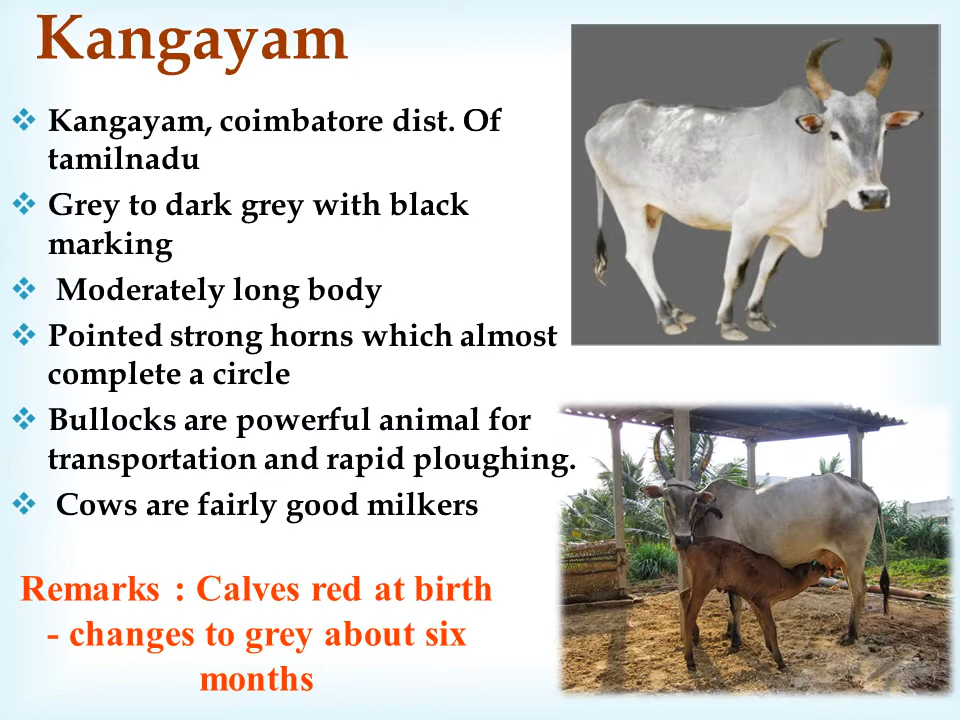 Kangayam
❖ Kangayam, coimbatore dist. Of
tamilnadu
❖ Grey to dark grey with black
marking
❖ Moderately long body
❖ Pointed strong horns which almost
complete a circle
❖ Bullocks are powerful animal for
transportation and rapid ploughing.
❖ Cows are fairly good milkers
Remarks : Calves red at birth
- changes to grey about six
months